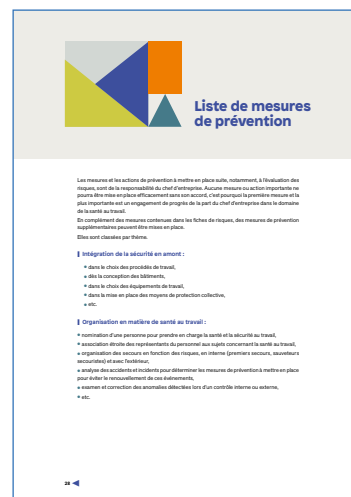 Liste de mesures
de prévention
Les mesures et les actions de prévention à mettre en place suite, notamment, à l'évaluation des
risques, sont de la responsabilité du chef d'entreprise. Aucune mesure ou action importante ne
pourra être mise en place efficacement sans son accord, c'est pourquoi la première mesure et la
plus importante est un engagement de progrès de la part du chef d'entreprise dans le domaine
de la santé au travail.
En complément des mesures contenues dans les fiches de risques, des mesures de prévention
supplémentaires peuvent être mises en place.
Elles sont classées par thème.
Intégration de la sécurité en amont :
• dans le choix des procédés de travail,
• dès la conception des bâtiments,
• dans le choix des équipements de travail,
• dans la mise en place des moyens de protection collective,
• etc.
Organisation en matière de santé au travail :
• nomination d'une personne pour prendre en charge la santé et la sécurité au travail,
• association étroite des représentants du personnel aux sujets concernant la santé au travail,
• organisation des secours en fonction des risques, en interne (premiers secours, sauveteurs
secouristes) et avec l'extérieur,
• analyse des accidents et incidents pour déterminer les mesures de prévention à mettre en place
pour éviter le renouvellement de ces événements,
• examen et correction des anomalies détectées lors d'un contrôle interne ou externe,
• etc.
38